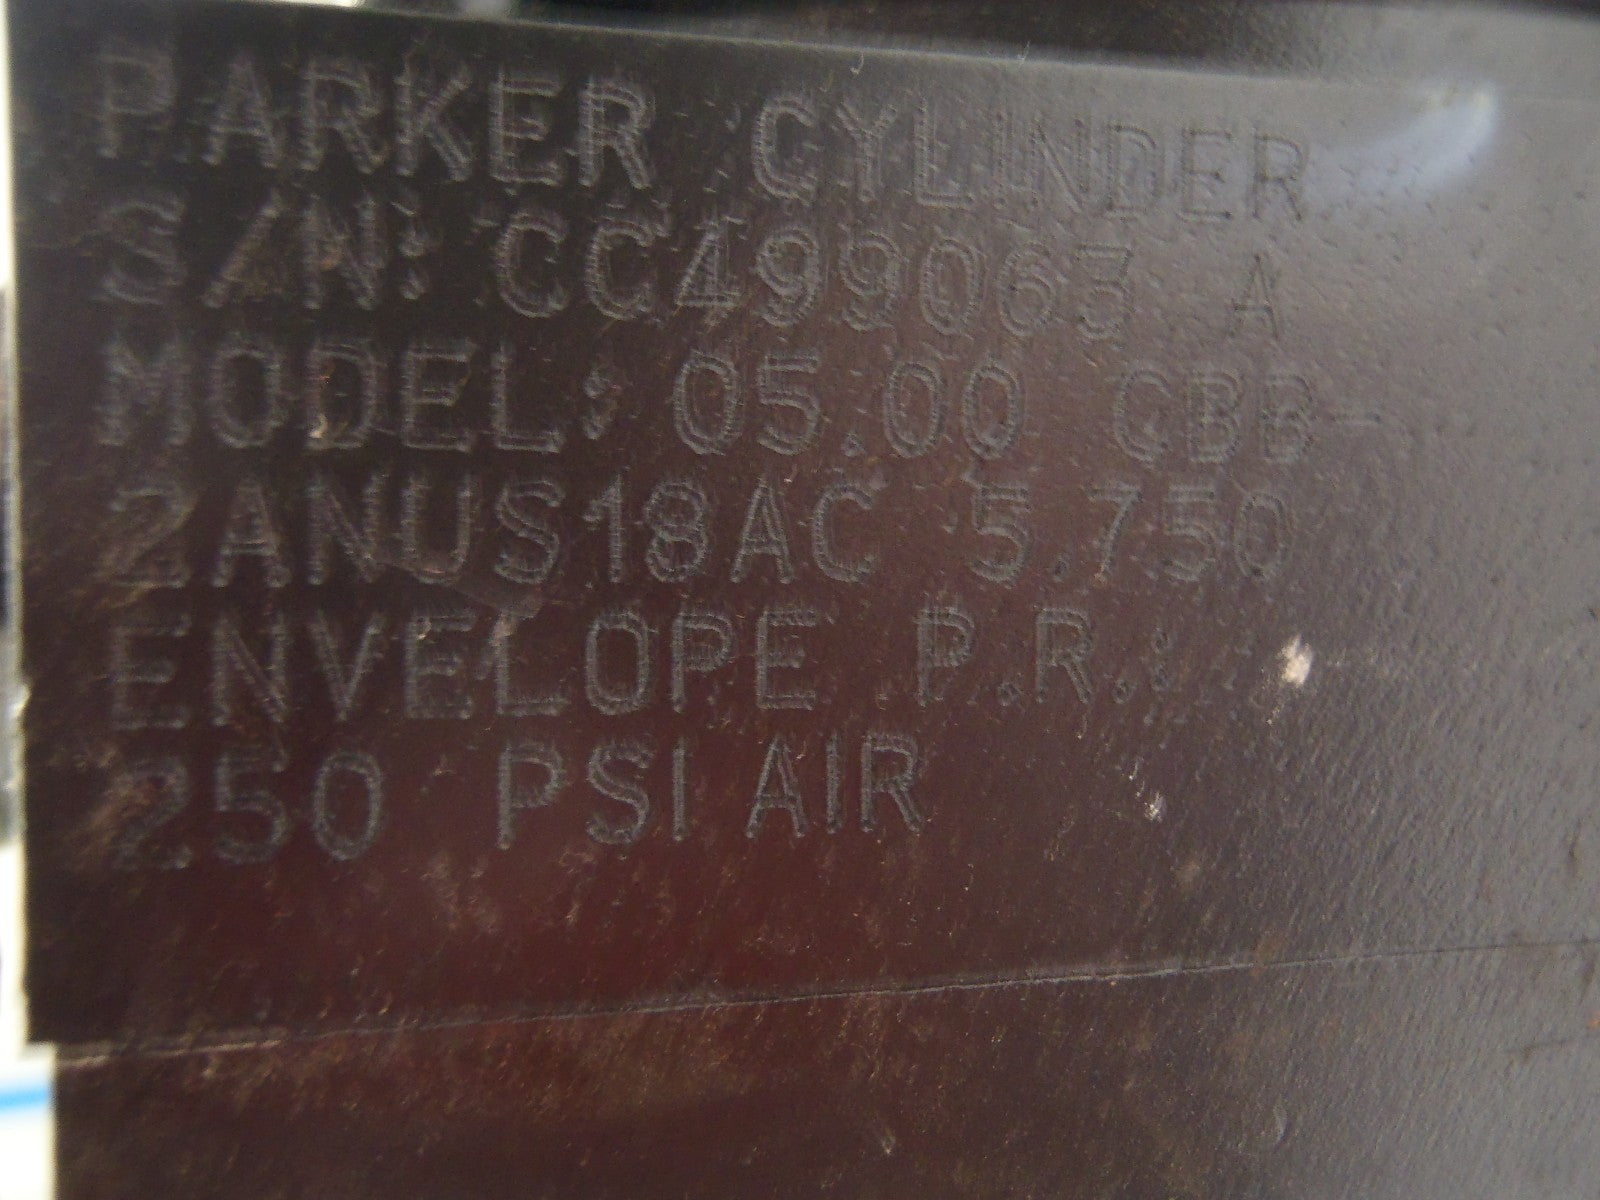 PARKER CYLINDER
S/N: CC499063 A
MODEL: 05.00 CBB-
2ANUS18AC 5.750
ENVELOPE P.R.:
250 PSI AIR